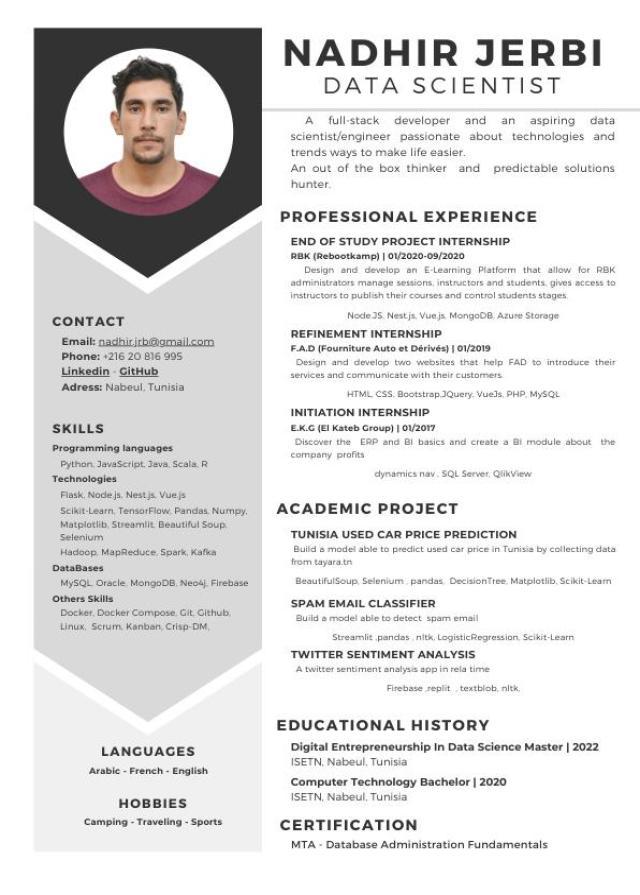 NADHIR JERBI
DATA SCIENTIST
A full-stack developer and an aspiring data
scientist/engineer passionate about technologies and
trends ways to make life easier.
An out of the box thinker and predictable solutions
hunter.
PROFESSIONAL EXPERIENCE
END OF STUDY PROJECT INTERNSHIP
RBK (Rebootkamp) | 01/2020-09/2020
Design and develop an E-Learning Platform that allow for RBK
administrators manage sessions, instructors and students, gives access to
instructors to publish their courses and control students stages.
Node.JS, Nest.js, Vue.js, MongoDB, Azure Storage
REFINEMENT INTERNSHIP
F.A.D (Fourniture Auto et Dérivés) | 01/2019
Design and develop two websites that help FAD to introduce their
services and communicate with their customers.
HTML, CSS, Bootstrap,JQuery, VueJs, PHP, MySQL
INITIATION INTERNSHIP
E.K.G (El Kateb Group) | 01/2017
Discover the ERP and BI basics and create a BI module about the
company profits
dynamics nav , SQL Server, QlikView
ACADEMIC PROJECT
TUNISIA USED CAR PRICE PREDICTION
Build a model able to predict used car price in Tunisia by collecting data
from tayara.tn
BeautifulSoup, Selenium , pandas, DecisionTree, Matplotlib, Scikit-Learn
SPAM EMAIL CLASSIFIER
Build a model able to detect spam email
Streamlit ,pandas , nltk, LogisticRegression, Scikit-Learn
TWITTER SENTIMENT ANALYSIS
A twitter sentiment analysis app in rela time
Firebase ,replit , textblob, nltk,
EDUCATIONAL HISTORY
Digital Entrepreneurship In Data Science Master | 2022
ISETN, Nabeul, Tunisia
Computer Technology Bachelor | 2020
ISETN, Nabeul, Tunisia
CERTIFICATION
MTA - Database Administration Fundamentals
CONTACT
Email: nadhir.jrb@gmail.com
Phone: +216 20 816 995
Linkedin - GitHub
Adress: Nabeul, Tunisia
SKILLS
Programming languages
Python, JavaScript, Java, Scala, R
Technologies
Flask, Node.js, Nest.js, Vue.js
Scikit-Learn, TensorFlow, Pandas, Numpy,
Matplotlib, Streamlit, Beautiful Soup,
Selenium
Hadoop, MapReduce, Spark, Kafka
DataBases
MySQL, Oracle, MongoDB, Neo4j, Firebase
Others Skills
Docker, Docker Compose, Git, Github,
Linux, Scrum, Kanban, Crisp-DM,
LANGUAGES
Arabic - French - English
HOBBIES
Camping - Traveling - Sports